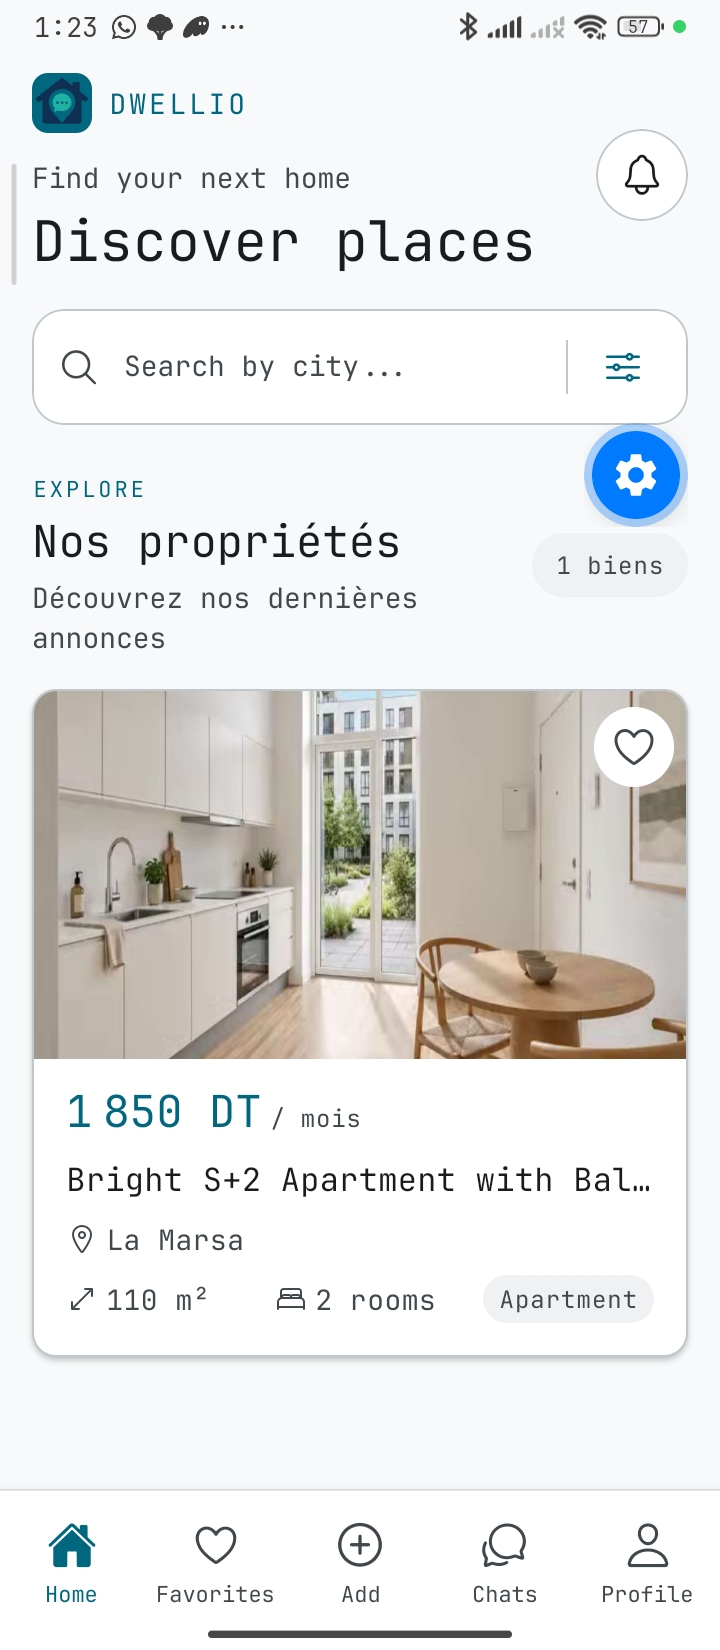 1:23
57
DWELLIO
Find your next home
Discover places
Search by city...
EXPLORE
Nos propriétés
1 biens
Découvrez nos dernières
annonces
1 850 DT / mois
Bright S+2 Apartment with Bal…
La Marsa
110 m² 2 rooms Apartment
Home Favorites Add Chats Profile